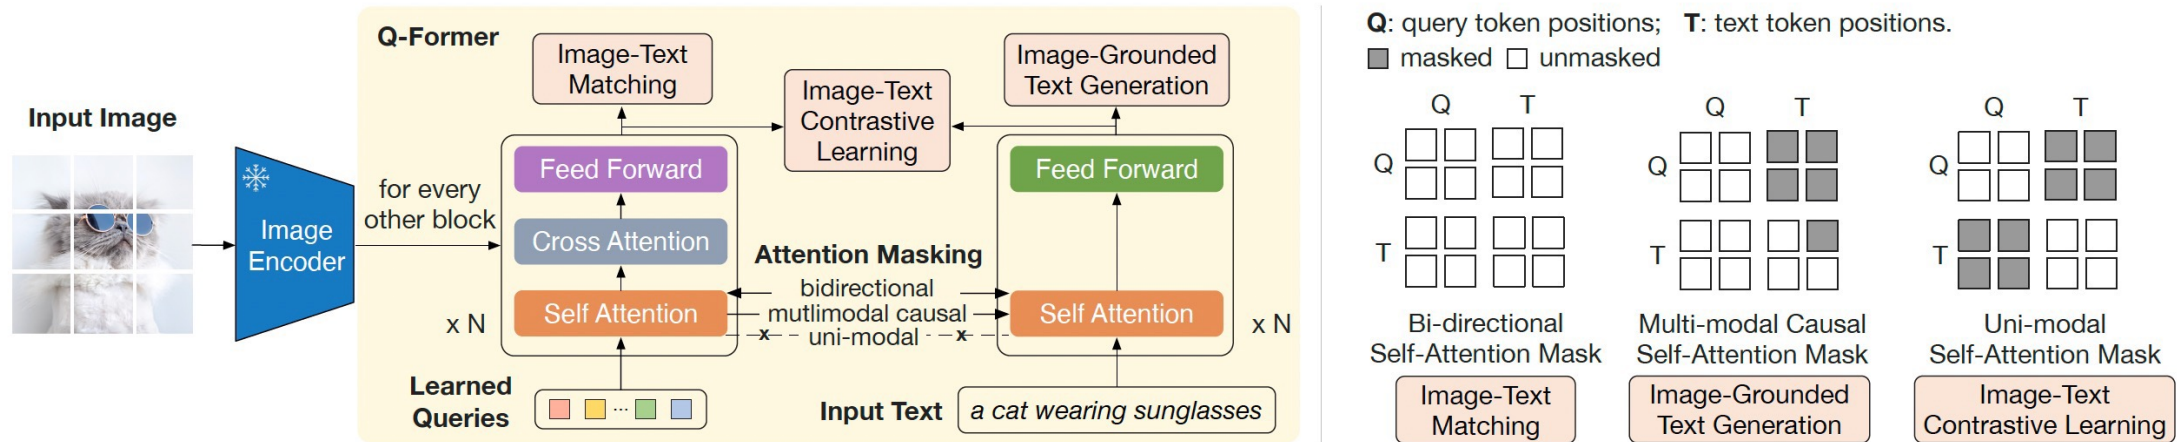 Q-Former
Input Image
Image
Encoder
for every
other block
Image-Text
Matching
Image-Text
Contrastive
Learning
Image-Grounded
Text Generation
Feed Forward
Cross Attention
Self Attention
x N
Attention Masking
bidirectional
mutlimodal causal
x uni-modal x
Feed Forward
Self Attention
x N
Learned
Queries
...
Input Text
a cat wearing sunglasses
Q: query token positions; T: text token positions.
masked unmasked
Q T
Q
T
Bi-directional
Self-Attention Mask
Image-Text
Matching
Q T
Q
T
Multi-modal Causal
Self-Attention Mask
Image-Grounded
Text Generation
Q T
Q
T
Uni-modal
Self-Attention Mask
Image-Text
Contrastive Learning